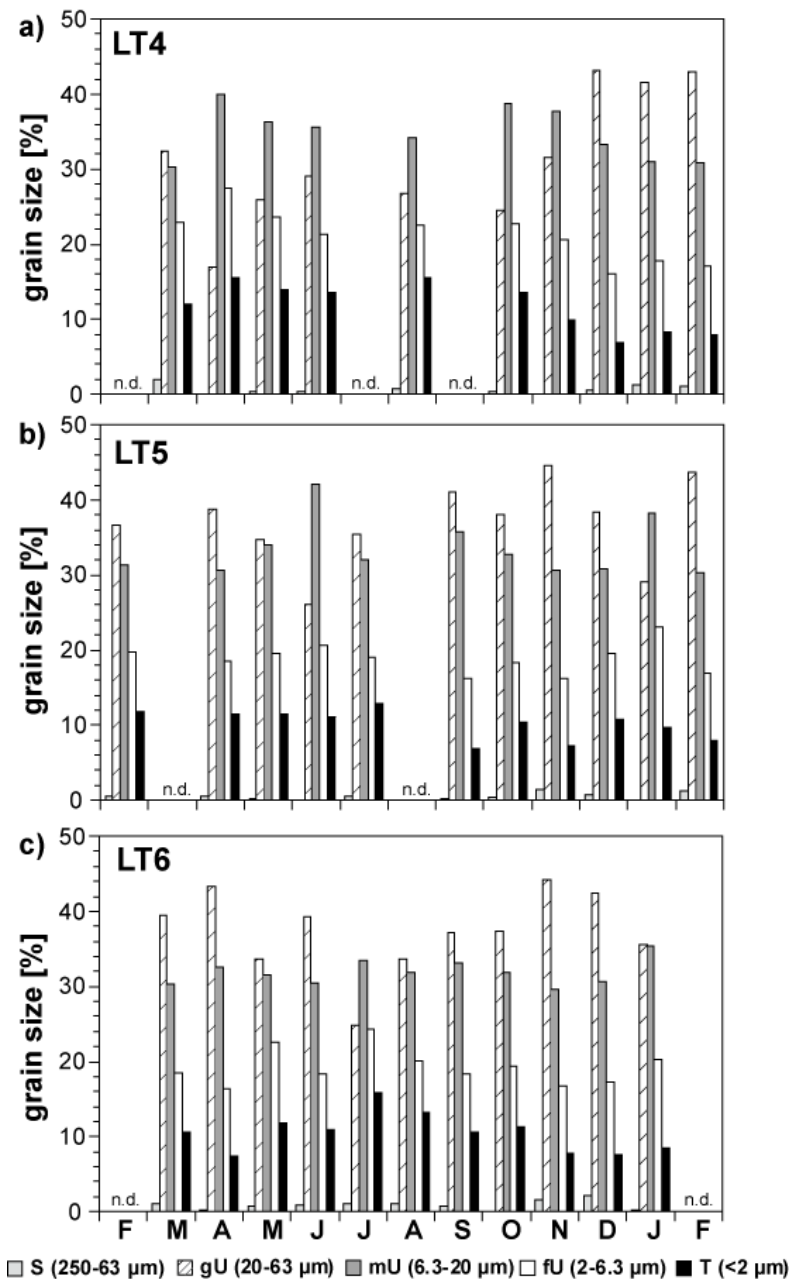 a)
LT4
50
40
30
20
10
0
grain size [%]
n.d.
n.d.
n.d.
b)
LT5
50
40
30
20
10
0
grain size [%]
n.d.
n.d.
c)
LT6
50
40
30
20
10
0
grain size [%]
n.d.
n.d.
F M A M J J A S O N D J F
S (250-63 µm) gU (20-63 µm) mU (6.3-20 µm) fU (2-6.3 µm) T (<2 µm)